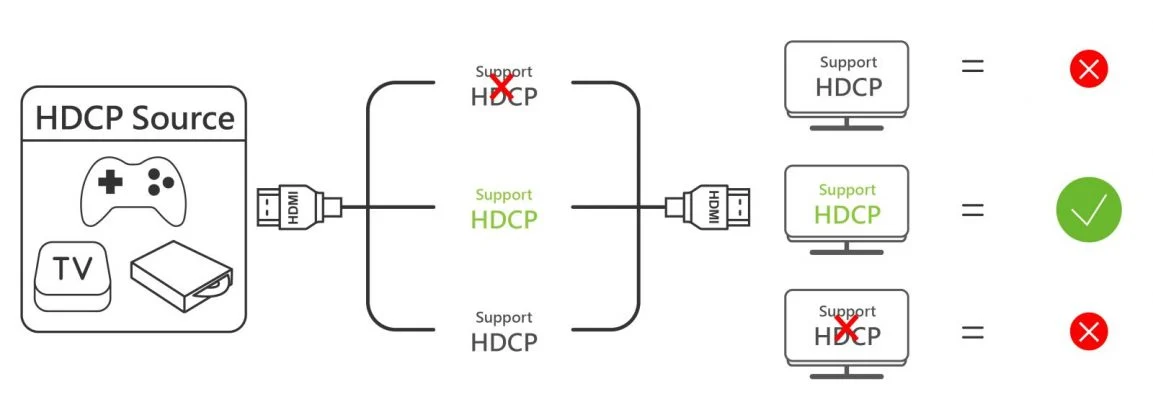 HDCP Source
TV
HDMI
Support
HDCP
Support
HDCP
Support
HDCP
HDMI
Support
HDCP
=
Support
HDCP
=
Support
HDCP
=